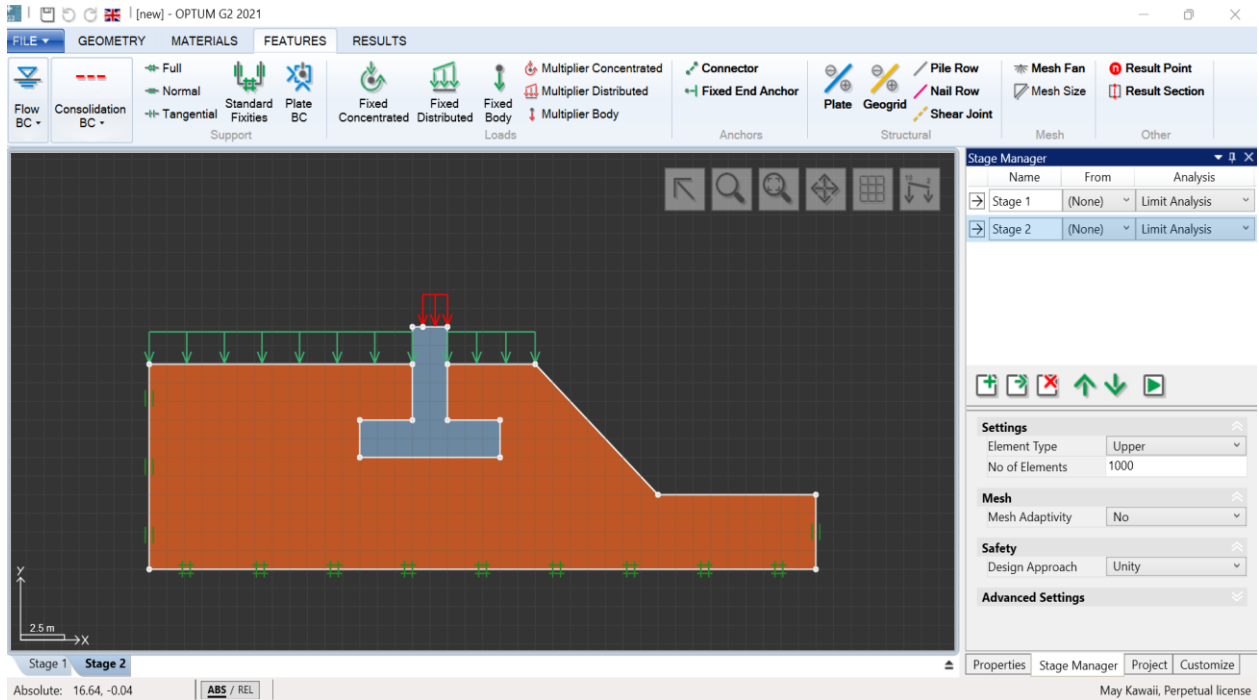 [new] - OPTUM G2 2021
FILE GEOMETRY MATERIALS FEATURES RESULTS
Flow BC
Consolidation BC
Full
Normal
Tangential
Standard Fixities
Plate BC
Support
Fixed Concentrated
Fixed Distributed
Fixed Body
Multiplier Concentrated
Multiplier Distributed
Multiplier Body
Loads
Connector
Fixed End Anchor
Anchors
Plate
Geogrid
Pile Row
Nail Row
Shear Joint
Structural
Mesh Fan
Mesh Size
Mesh
Result Point
Result Section
Other
Stage Manager
Name From Analysis
Stage 1 (None) Limit Analysis
Stage 2 (None) Limit Analysis
Settings
Element Type Upper
No of Elements 1000
Mesh
Mesh Adaptivity No
Safety
Design Approach Unity
Advanced Settings
Y
2.5 m
X
Stage 1 Stage 2
Properties Stage Manager Project Customize
Absolute: 16.64, -0.04 ABS / REL May Kawaii, Perpetual license